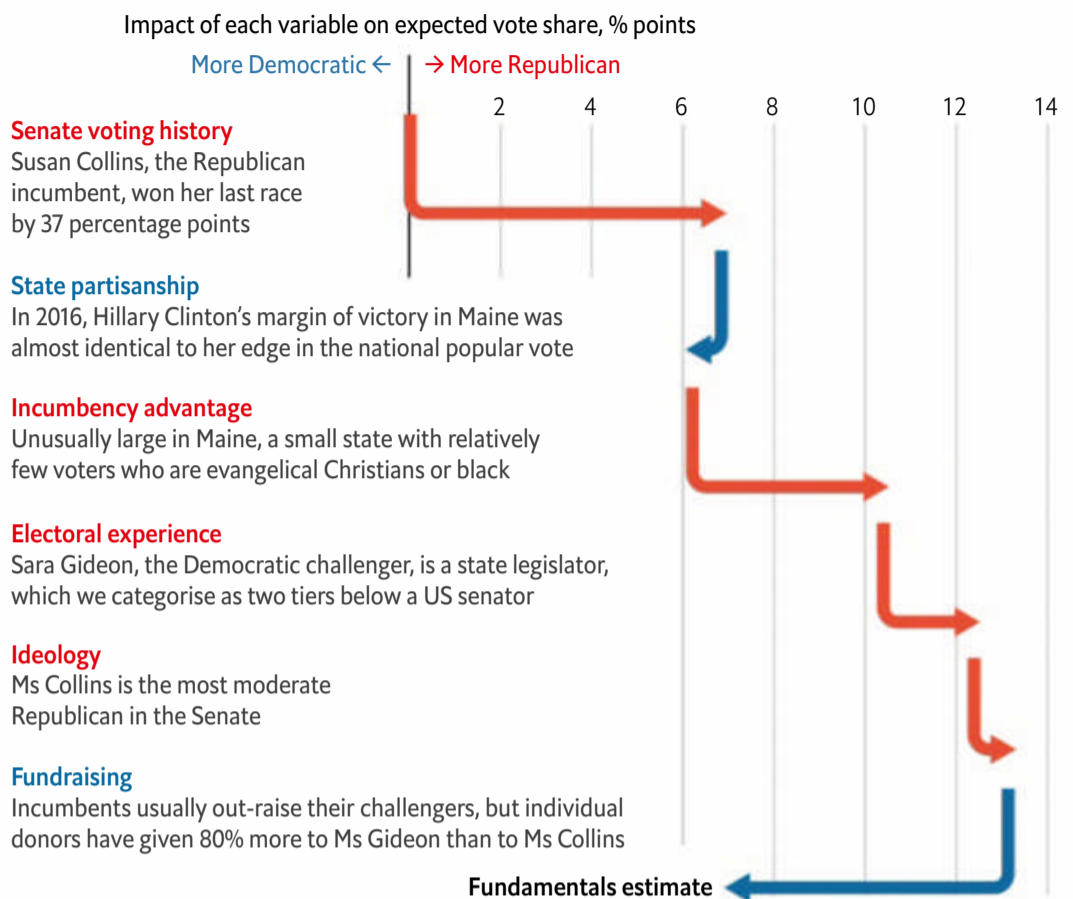 Impact of each variable on expected vote share, % points
More Democratic ← → More Republican
2 4 6 8 10 12 14
Senate voting history
Susan Collins, the Republican
incumbent, won her last race
by 37 percentage points
State partisanship
In 2016, Hillary Clinton’s margin of victory in Maine was
almost identical to her edge in the national popular vote
Incumbency advantage
Unusually large in Maine, a small state with relatively
few voters who are evangelical Christians or black
Electoral experience
Sara Gideon, the Democratic challenger, is a state legislator,
which we categorise as two tiers below a US senator
Ideology
Ms Collins is the most moderate
Republican in the Senate
Fundraising
Incumbents usually out-raise their challengers, but individual
donors have given 80% more to Ms Gideon than to Ms Collins
Fundamentals estimate